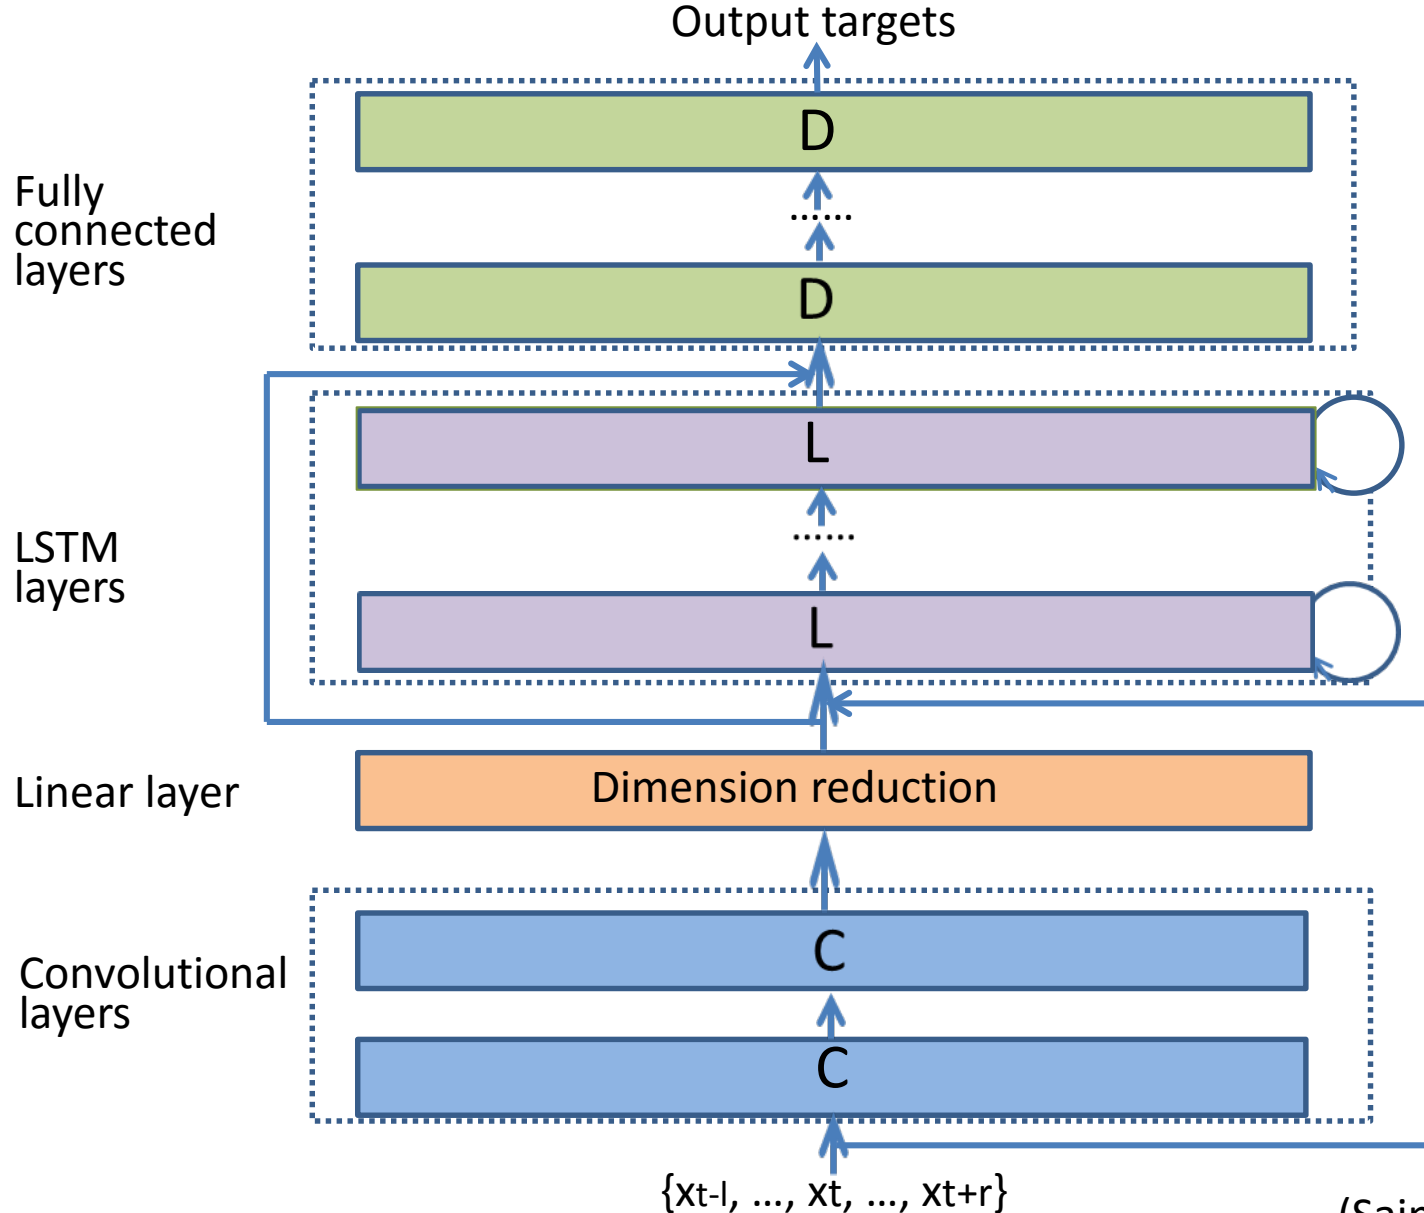 Output targets
D
Fully
connected
layers
......
D
L
LSTM
layers
......
L
Linear layer
Dimension reduction
Convolutional
layers
C
C
{xt-l, ..., xt, ..., xt+r}